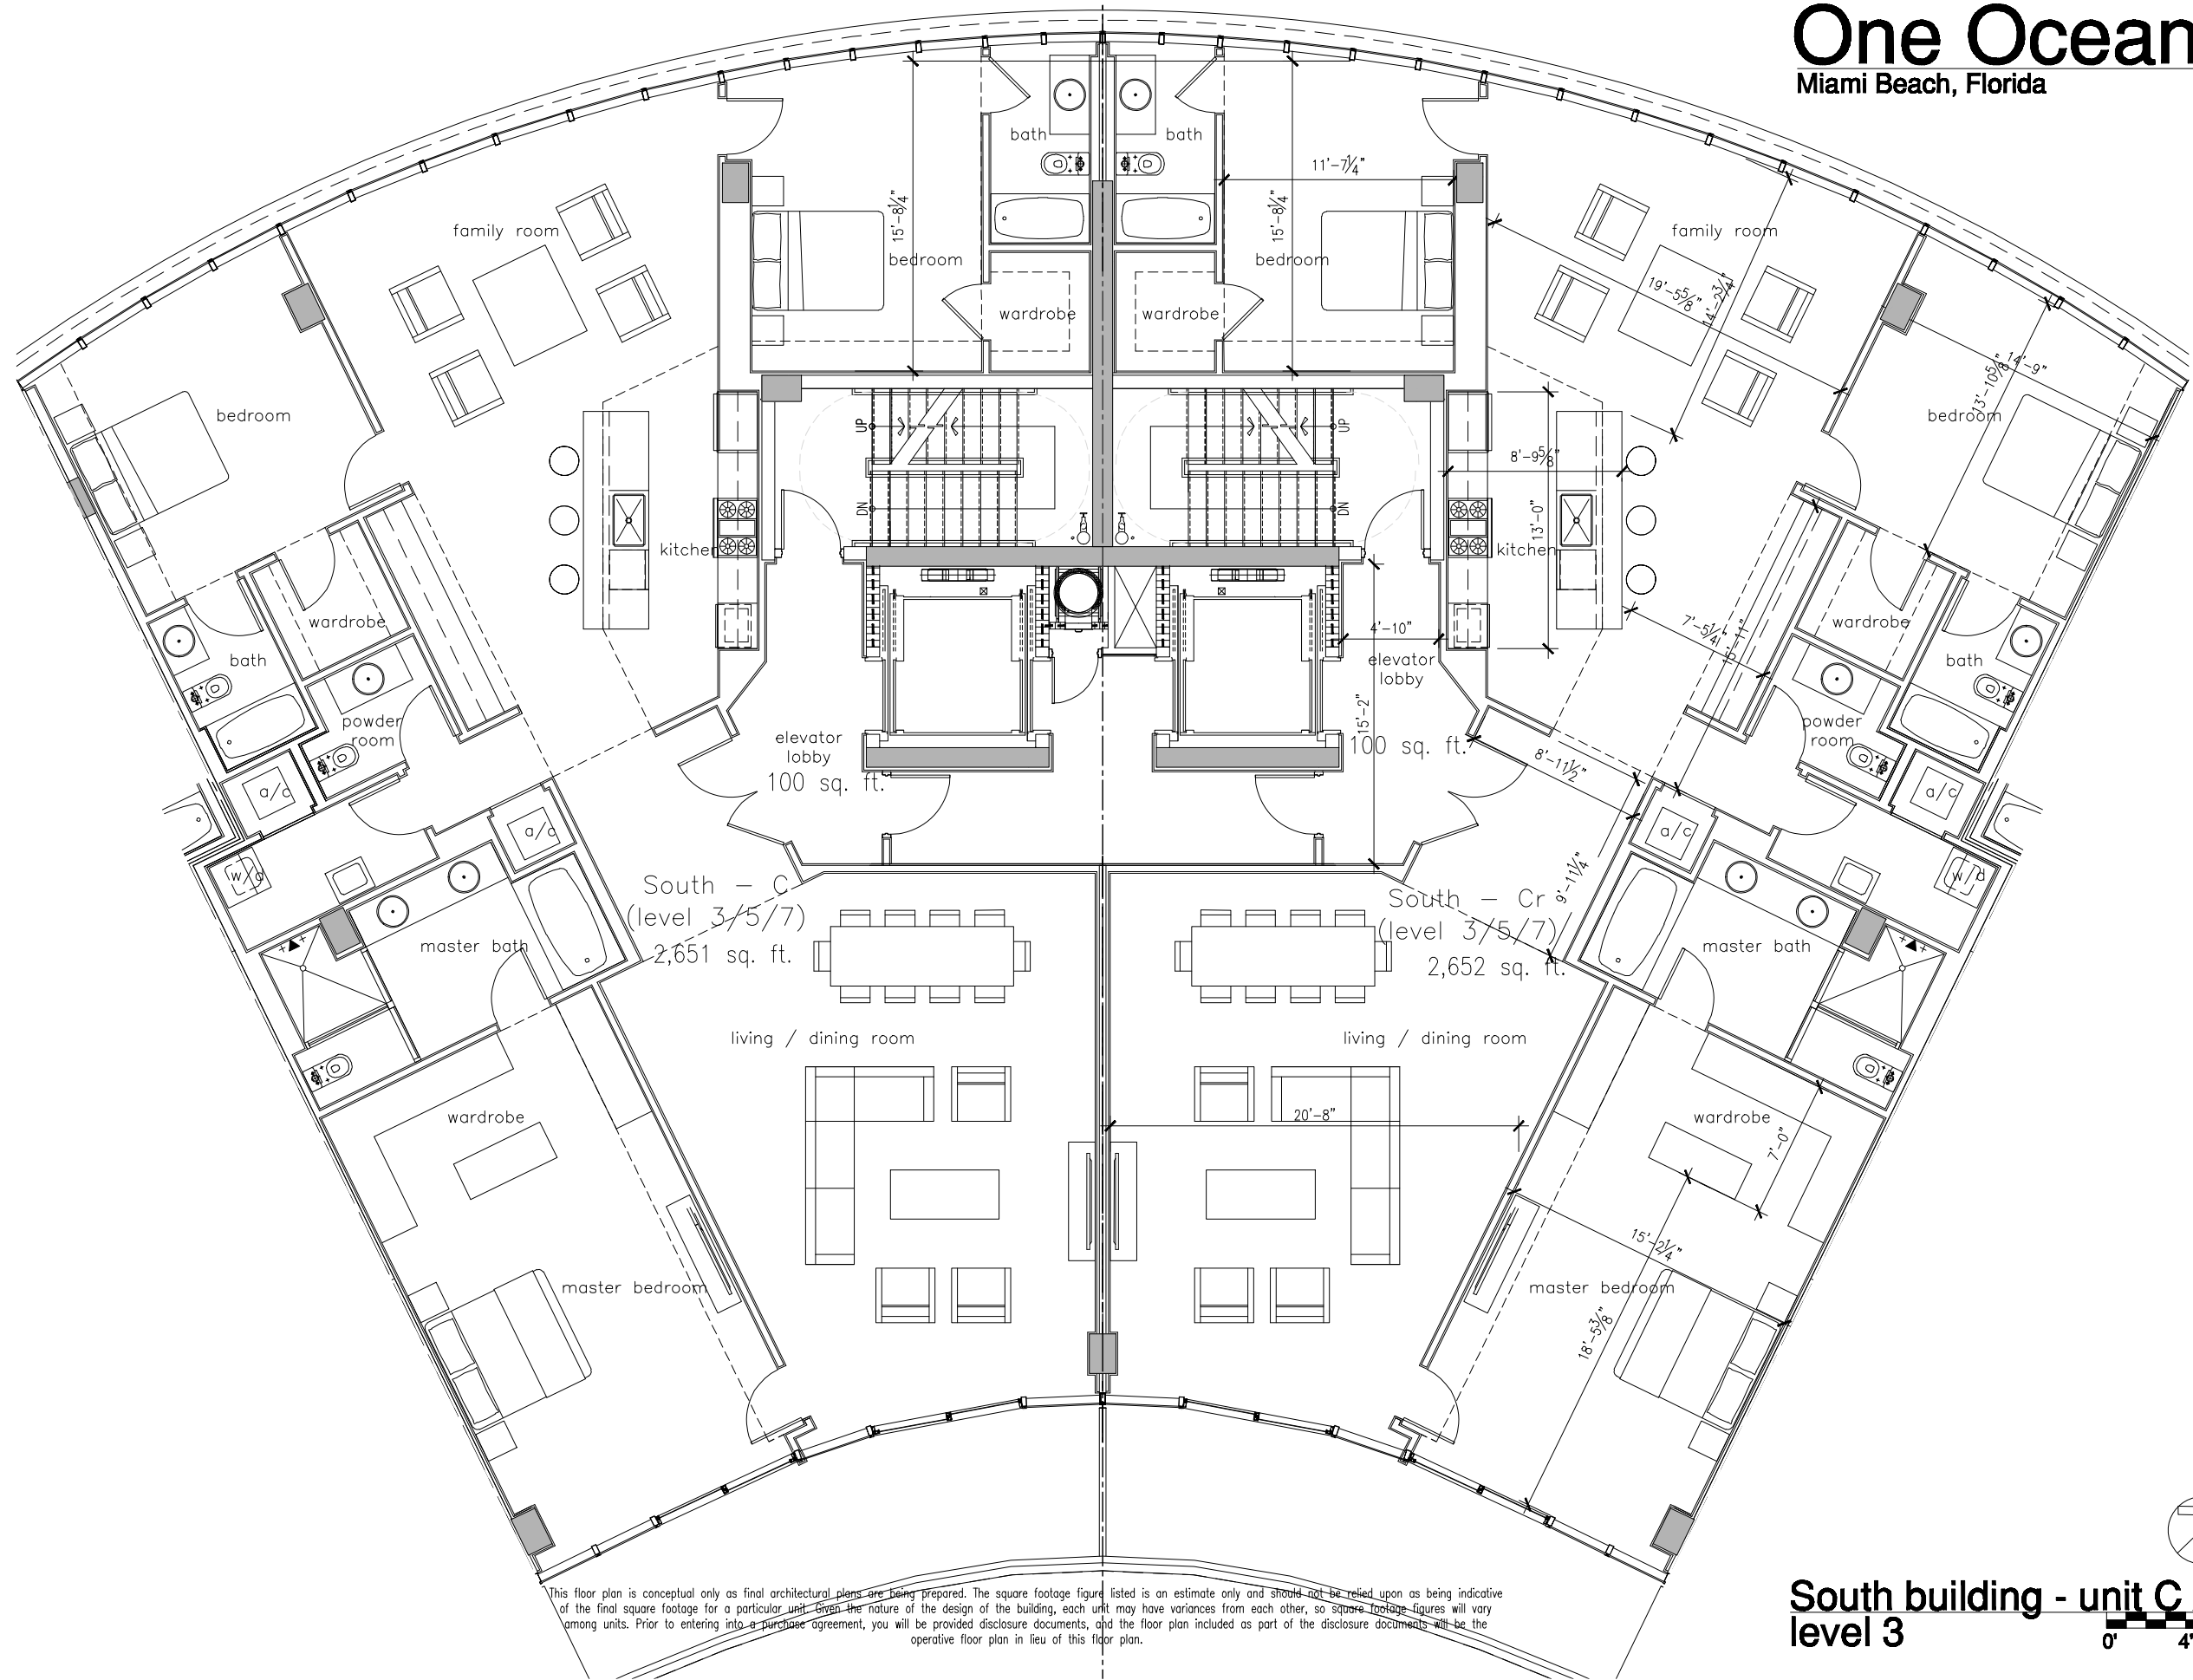 One Ocean
Miami Beach, Florida
bath
bath
11'-7¼"
15'-8¼"
15'-8¼"
family room
bedroom
bedroom
family room
wardrobe
wardrobe
19'-5⅝"
14'-2¾"
14'-9"
13'-10⅝"
bedroom
bedroom
UP
UP
8'-9⅝"
DN
DN
13'-0"
kitchen
kitchen
wardrobe
wardrobe
4'-10"
7'-5¼"
15'-11"
bath
elevator
lobby
bath
powder
room
powder
room
15'-2"
elevator
lobby
100 sq. ft.
100 sq. ft.
8'-11½"
a/c
a/c
a/c
a/c
w/d
w/d
9'-11¼"
South - C
(level 3/5/7)
2,651 sq. ft.
South - Cr
(level 3/5/7)
2,652 sq. ft.
master bath
master bath
living / dining room
living / dining room
wardrobe
20'-8"
wardrobe
7'-0"
15'-2¼"
master bedroom
master bedroom
18'-5⅜"
This floor plan is conceptual only as final architectural plans are being prepared. The square footage figure listed is an estimate only and should not be relied upon as being indicative
of the final square footage for a particular unit. Given the nature of the design of the building, each unit may have variances from each other, so square footage figures will vary
among units. Prior to entering into a purchase agreement, you will be provided disclosure documents, and the floor plan included as part of the disclosure documents will be the
operative floor plan in lieu of this floor plan.
South building - unit C
level 3
0' 4'